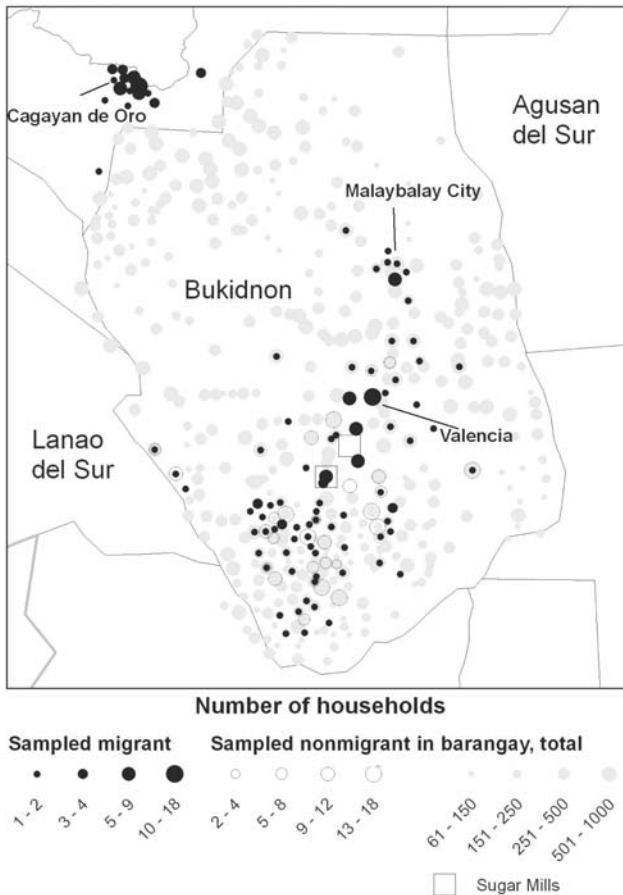 Cagayan de Oro
Agusan
del Sur
Malaybalay City
Bukidnon
Lanao
del Sur
Valencia
Number of households
Sampled migrant
Sampled nonmigrant in barangay, total
1 - 2
3 - 4
5 - 9
10 - 18
2 - 4
5 - 8
9 - 12
13 - 18
61 - 150
151 - 250
251 - 500
501 - 1000
Sugar Mills